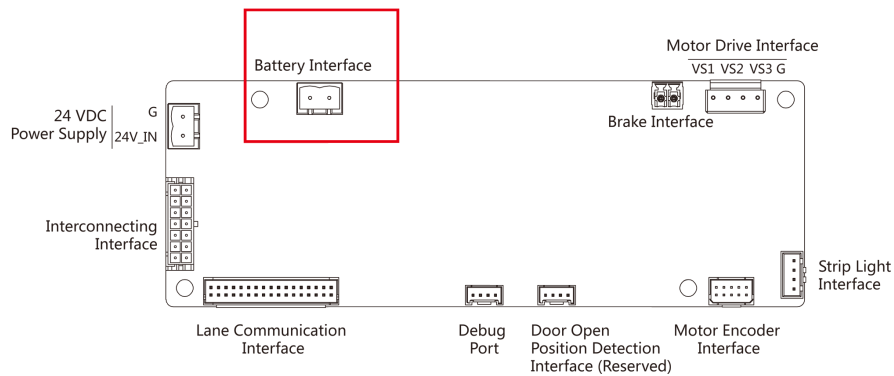 Battery Interface
Motor Drive Interface
VS1 VS2 VS3 G
24 VDC
Power Supply
G
24V_IN
Brake Interface
Interconnecting
Interface
Strip Light
Interface
Lane Communication
Interface
Debug
Port
Door Open
Position Detection
Interface (Reserved)
Motor Encoder
Interface